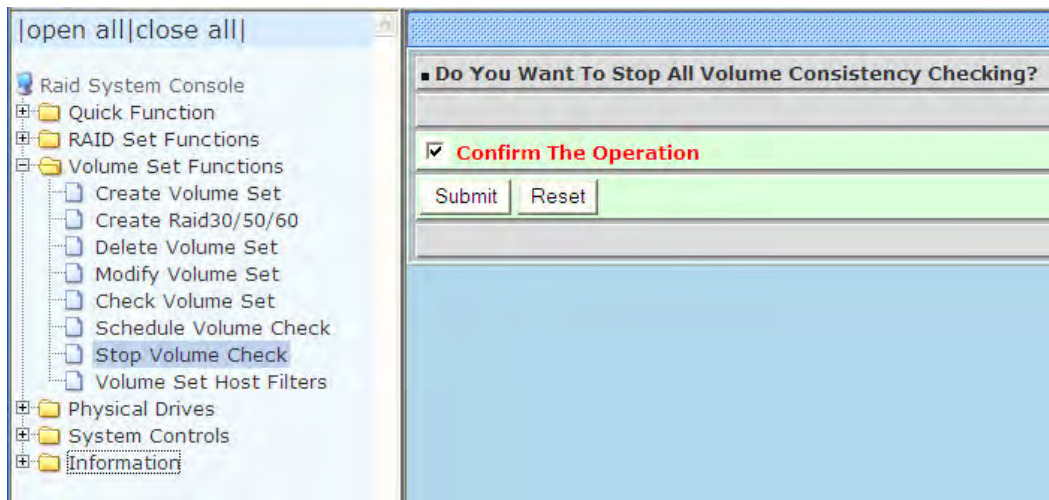 |open all|close all|
Raid System Console
Quick Function
RAID Set Functions
Volume Set Functions
Create Volume Set
Create Raid30/50/60
Delete Volume Set
Modify Volume Set
Check Volume Set
Schedule Volume Check
Stop Volume Check
Volume Set Host Filters
Physical Drives
System Controls
Information
Do You Want To Stop All Volume Consistency Checking?
Confirm The Operation
Submit Reset